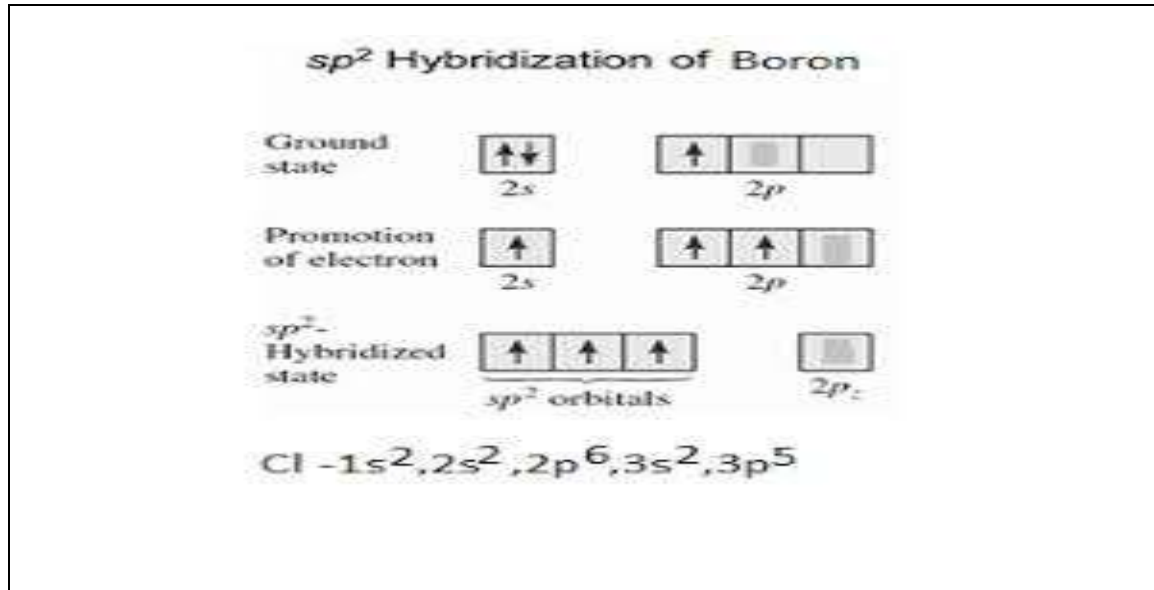 sp² Hybridization of Boron
Ground
state
2s 2p
Promotion
of electron
2s 2p
sp²-
Hybridized
state
sp² orbitals 2p𝓏
Cl -1s²,2s²,2p⁶,3s²,3p⁵